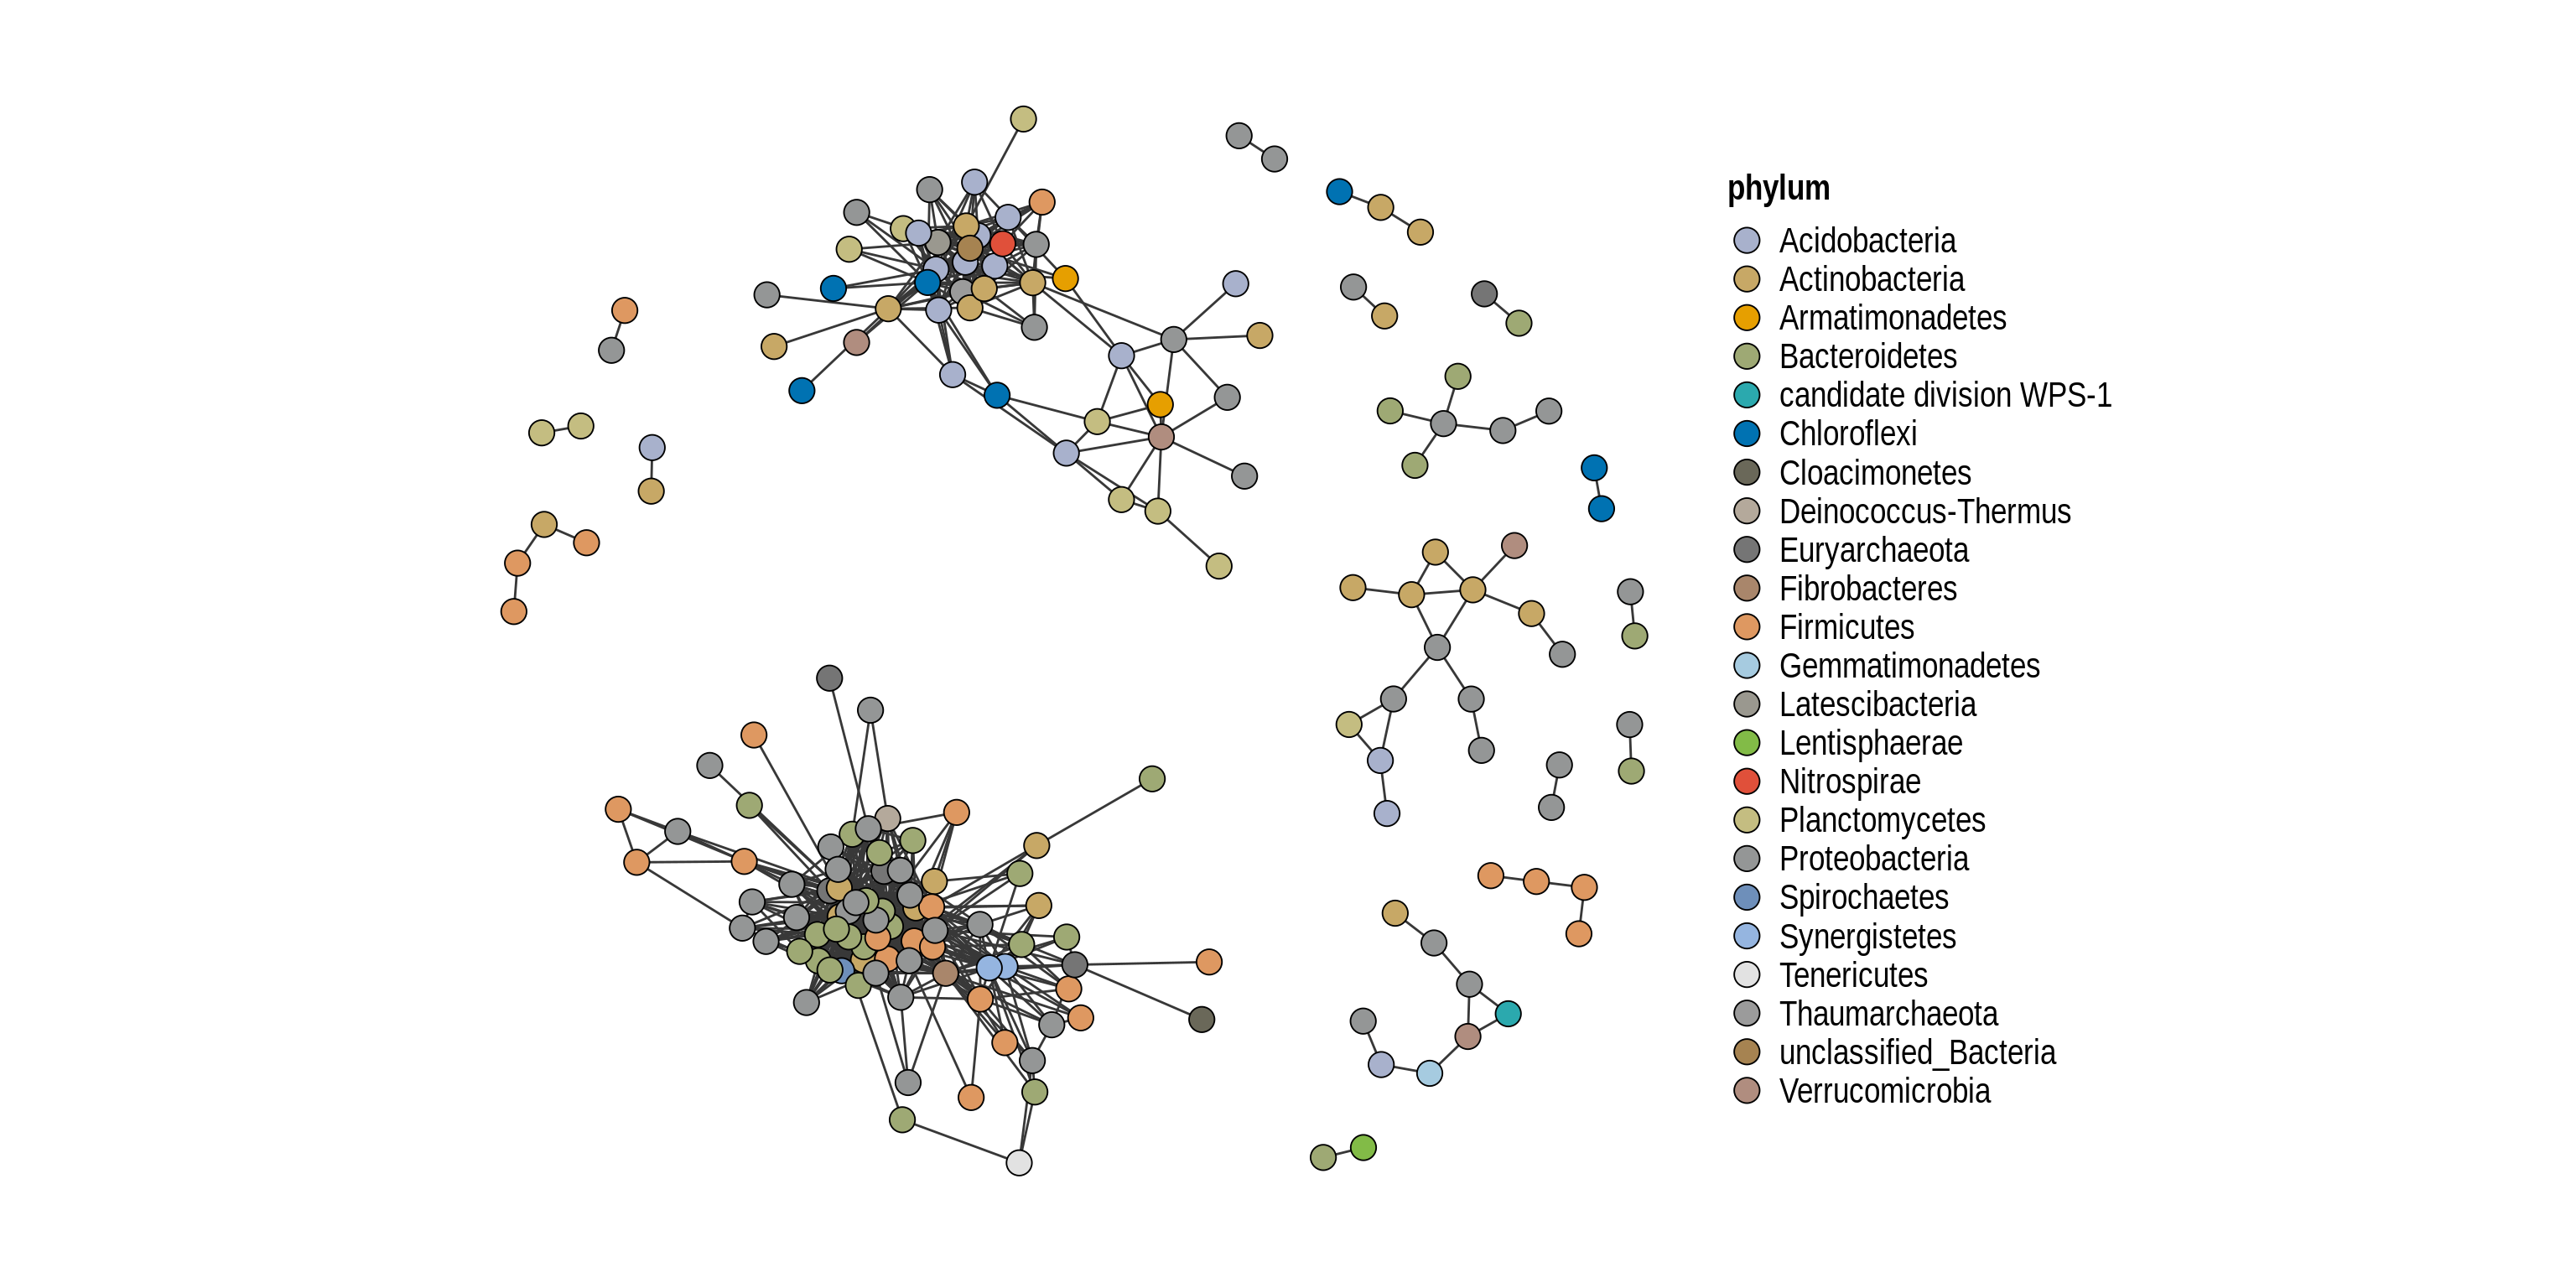 phylum
Acidobacteria
Actinobacteria
Armatimonadetes
Bacteroidetes
candidate division WPS-1
Chloroflexi
Cloacimonetes
Deinococcus-Thermus
Euryarchaeota
Fibrobacteres
Firmicutes
Gemmatimonadetes
Latescibacteria
Lentisphaerae
Nitrospirae
Planctomycetes
Proteobacteria
Spirochaetes
Synergistetes
Tenericutes
Thaumarchaeota
unclassified_Bacteria
Verrucomicrobia